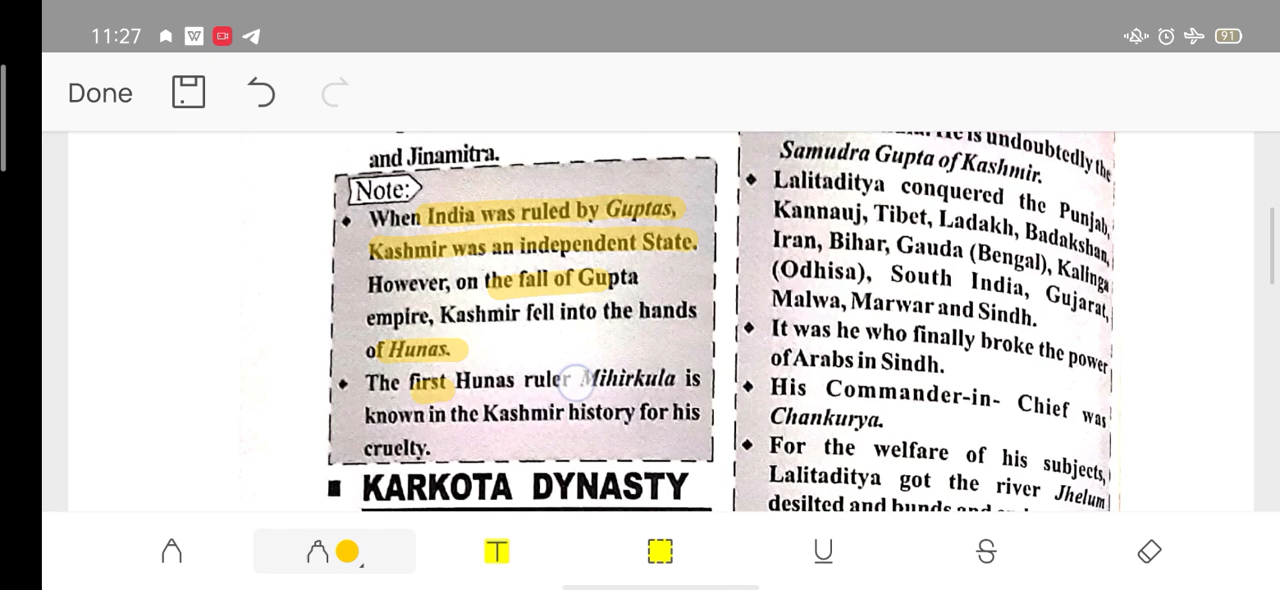 11:27
91
Done
and Jinamitra.
Note:
When India was ruled by Guptas,
Kashmir was an independent State.
However, on the fall of Gupta
empire, Kashmir fell into the hands
of Hunas.
The first Hunas ruler Mihirkula is
known in the Kashmir history for his
cruelty.
KARKOTA DYNASTY
He is undoubtedly the
Samudra Gupta of Kashmir.
Lalitaditya conquered the Punjab,
Kannauj, Tibet, Ladakh, Badakshan,
Iran, Bihar, Gauda (Bengal), Kalinga
(Odhisa), South India, Gujarat,
Malwa, Marwar and Sindh.
It was he who finally broke the power
of Arabs in Sindh.
His Commander-in- Chief was
Chankurya.
For the welfare of his subjects,
Lalitaditya got the river Jhelum
desilted and bunds and